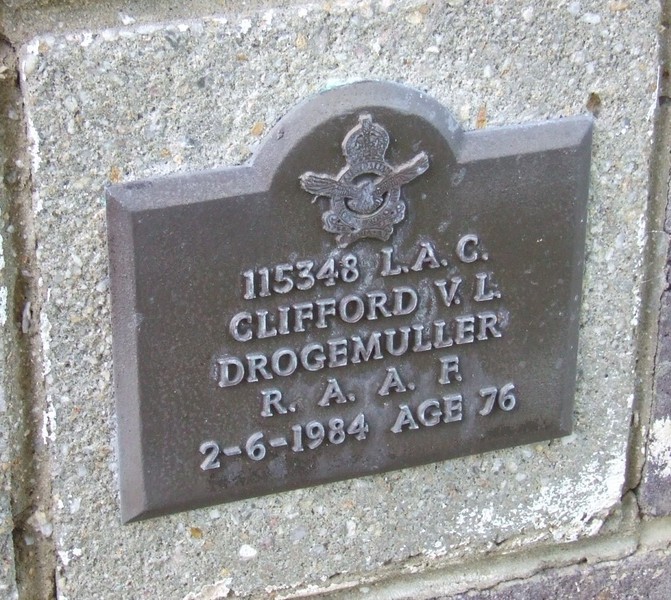 115348 L.A.C.
CLIFFORD V. L.
DROGEMULLER
R. A. A. F.
2-6-1984 AGE 76